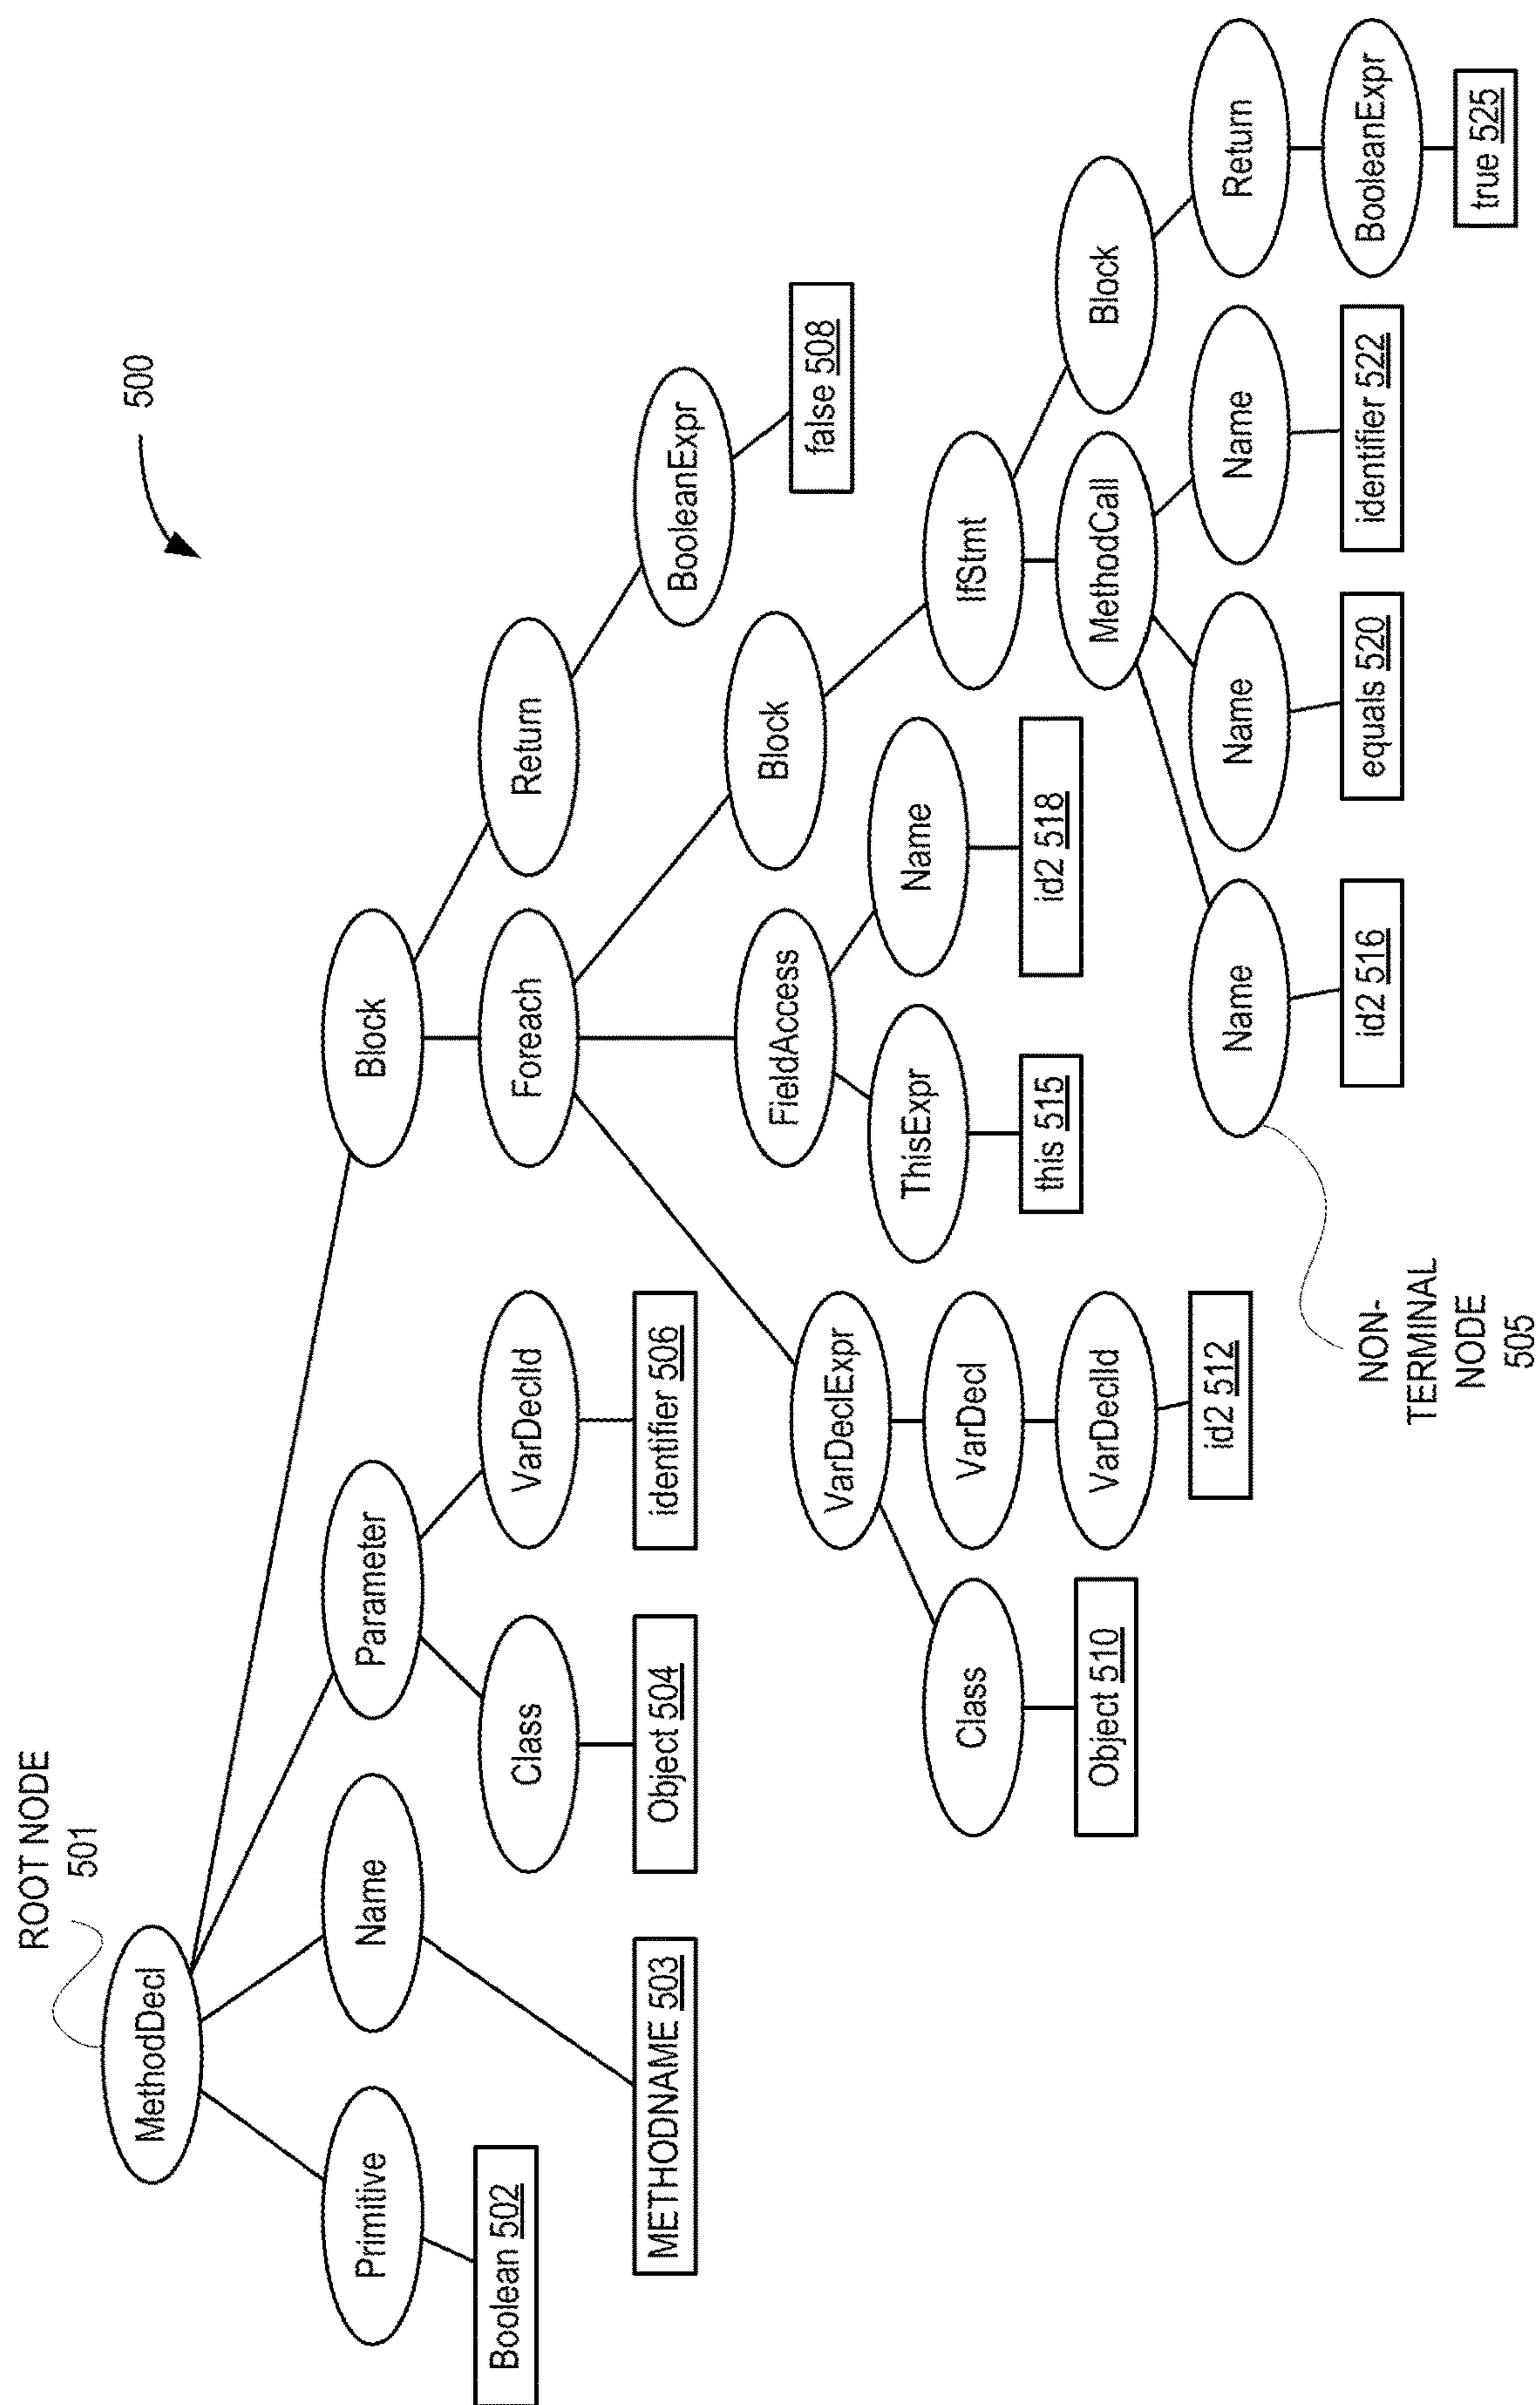 500
ROOT NODE
501
MethodDecl
Primitive
Name
Parameter
Block
Boolean 502
Class
VarDeclId
Foreach
Return
METHODNAME 503
Object 504
identifier 506
BooleanExpr
VarDeclExpr
FieldAccess
Block
false 508
Class
VarDecl
ThisExpr
Name
IfStmt
Object 510
VarDeclId
this 515
id2 518
MethodCall
Block
id2 512
Name
Name
Name
Return
NON-
TERMINAL
NODE
505
id2 516
equals 520
identifier 522
BooleanExpr
true 525